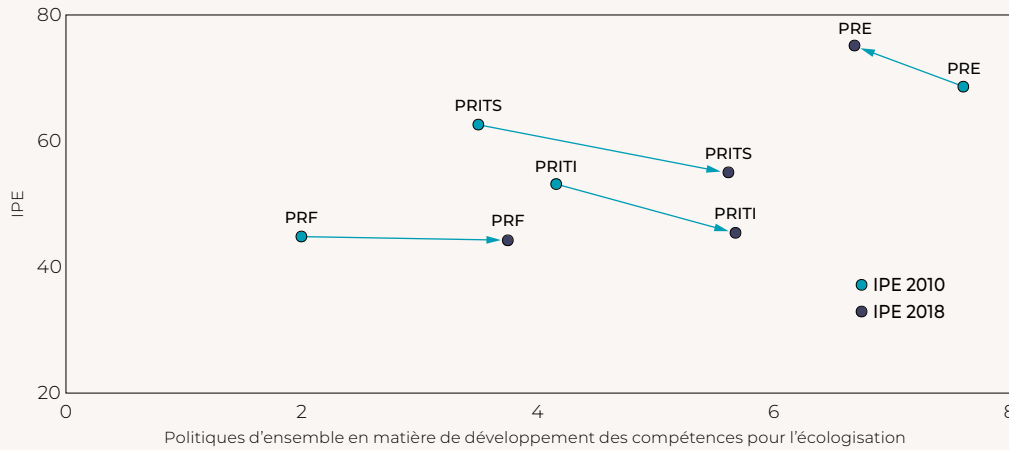 80
PRE
PRE
PRITS
60
PRITI
PRITS
PRF
PRF
PRITI
IPE
40
IPE 2010
IPE 2018
20
0 2 4 6 8
Politiques d’ensemble en matière de développement des compétences pour l’écologisation